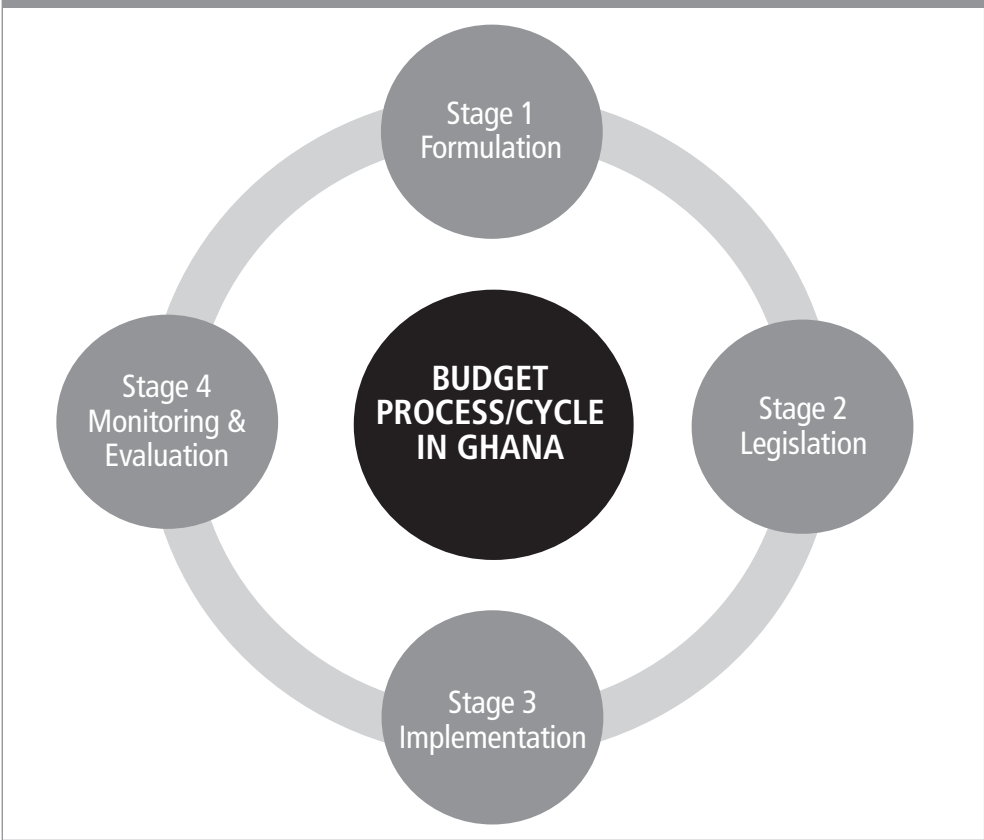 Stage 1
Formulation
BUDGET
PROCESS/CYCLE
IN GHANA
Stage 2
Legislation
Stage 3
Implementation
Stage 4
Monitoring &
Evaluation